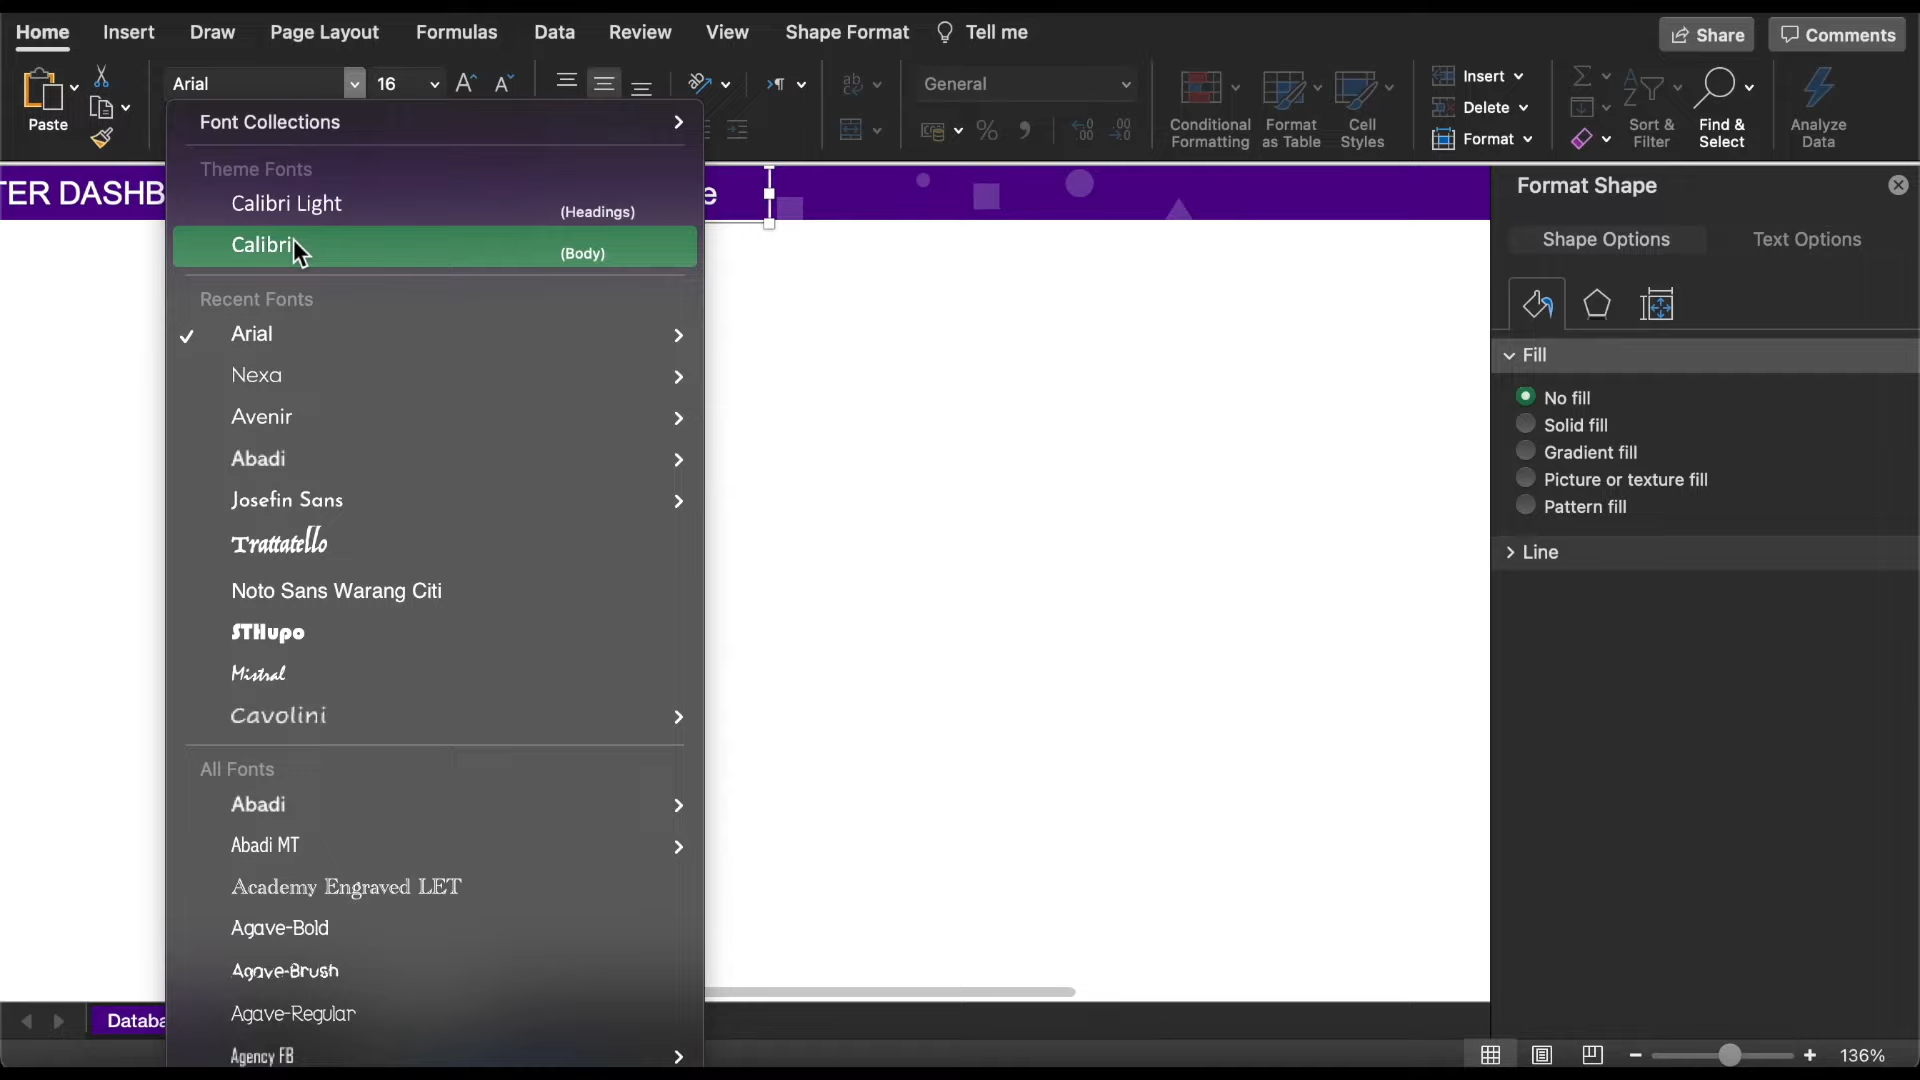 Home Insert Draw Page Layout Formulas Data Review View Shape Format Tell me Share Comments
Paste Arial 16 General Conditional Formatting Format as Table Cell Styles Insert Delete Format Sort & Filter Find & Select Analyze Data
Font Collections
Theme Fonts
Calibri Light (Headings)
Calibri (Body)
Recent Fonts
Arial
Nexa
Avenir
Abadi
Josefin Sans
Trattatello
Noto Sans Warang Citi
STHupo
Mistral
Cavolini
All Fonts
Abadi
Abadi MT
Academy Engraved LET
Agave-Bold
Agave-Brush
Agave-Regular
Agency FB
TER DASHB e
Format Shape
Shape Options Text Options
Fill
No fill
Solid fill
Gradient fill
Picture or texture fill
Pattern fill
Line
Databa
136%